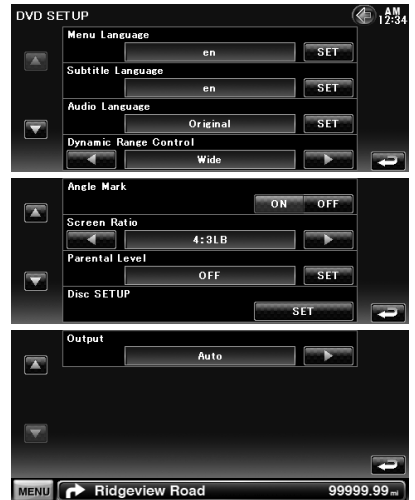 DVD SETUP AM 12:34
Menu Language
en SET
Subtitle Language
en SET
Audio Language
Original SET
Dynamic Range Control
Wide
Angle Mark
ON OFF
Screen Ratio
4:3LB
Parental Level
OFF SET
Disc SETUP
SET
Output
Auto
MENU Ridgeview Road 99999.99 mi